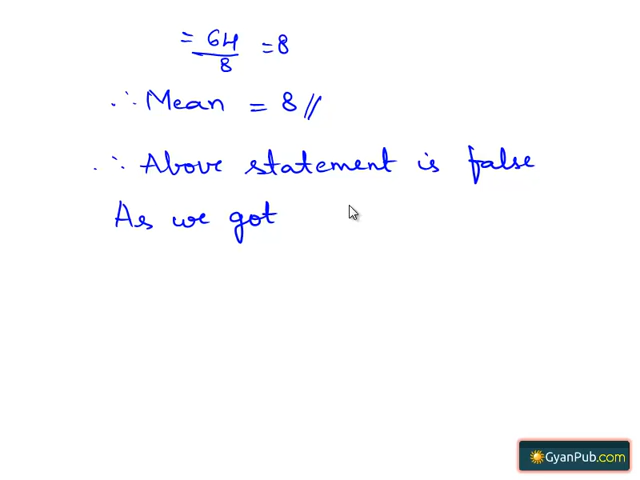 = 64/8 = 8
∴ Mean = 8 //
∴ Above statement is false
As we got
GyanPub.com